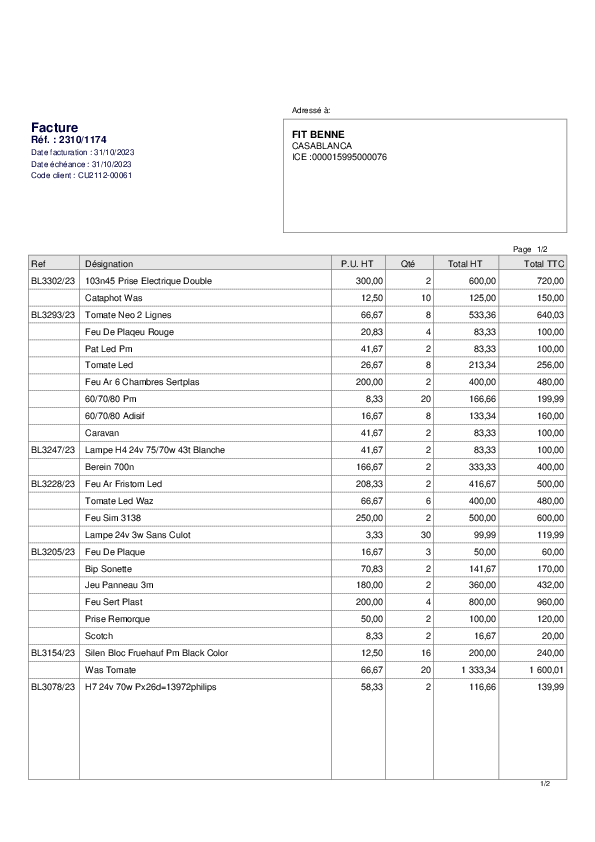 Adressé à:
Facture
Réf. : 2310/1174
Date facturation : 31/10/2023
Date échéance : 31/10/2023
Code client : CU2112-00061
FIT BENNE
CASABLANCA
ICE :000015995000076
Page 1/2
Ref Désignation P.U. HT Qté Total HT Total TTC
BL3302/23 103n45 Prise Electrique Double 300,00 2 600,00 720,00
Cataphot Was 12,50 10 125,00 150,00
BL3293/23 Tomate Neo 2 Lignes 66,67 8 533,36 640,03
Feu De Plaqeu Rouge 20,83 4 83,33 100,00
Pat Led Pm 41,67 2 83,33 100,00
Tomate Led 26,67 8 213,34 256,00
Feu Ar 6 Chambres Sertplas 200,00 2 400,00 480,00
60/70/80 Pm 8,33 20 166,66 199,99
60/70/80 Adisif 16,67 8 133,34 160,00
Caravan 41,67 2 83,33 100,00
BL3247/23 Lampe H4 24v 75/70w 43t Blanche 41,67 2 83,33 100,00
Berein 700n 166,67 2 333,33 400,00
BL3228/23 Feu Ar Fristom Led 208,33 2 416,67 500,00
Tomate Led Waz 66,67 6 400,00 480,00
Feu Sim 3138 250,00 2 500,00 600,00
Lampe 24v 3w Sans Culot 3,33 30 99,99 119,99
BL3205/23 Feu De Plaque 16,67 3 50,00 60,00
Bip Sonette 70,83 2 141,67 170,00
Jeu Panneau 3m 180,00 2 360,00 432,00
Feu Sert Plast 200,00 4 800,00 960,00
Prise Remorque 50,00 2 100,00 120,00
Scotch 8,33 2 16,67 20,00
BL3154/23 Silen Bloc Fruehauf Pm Black Color 12,50 16 200,00 240,00
Was Tomate 66,67 20 1 333,34 1 600,01
BL3078/23 H7 24v 70w Px26d=13972philips 58,33 2 116,66 139,99
1/2